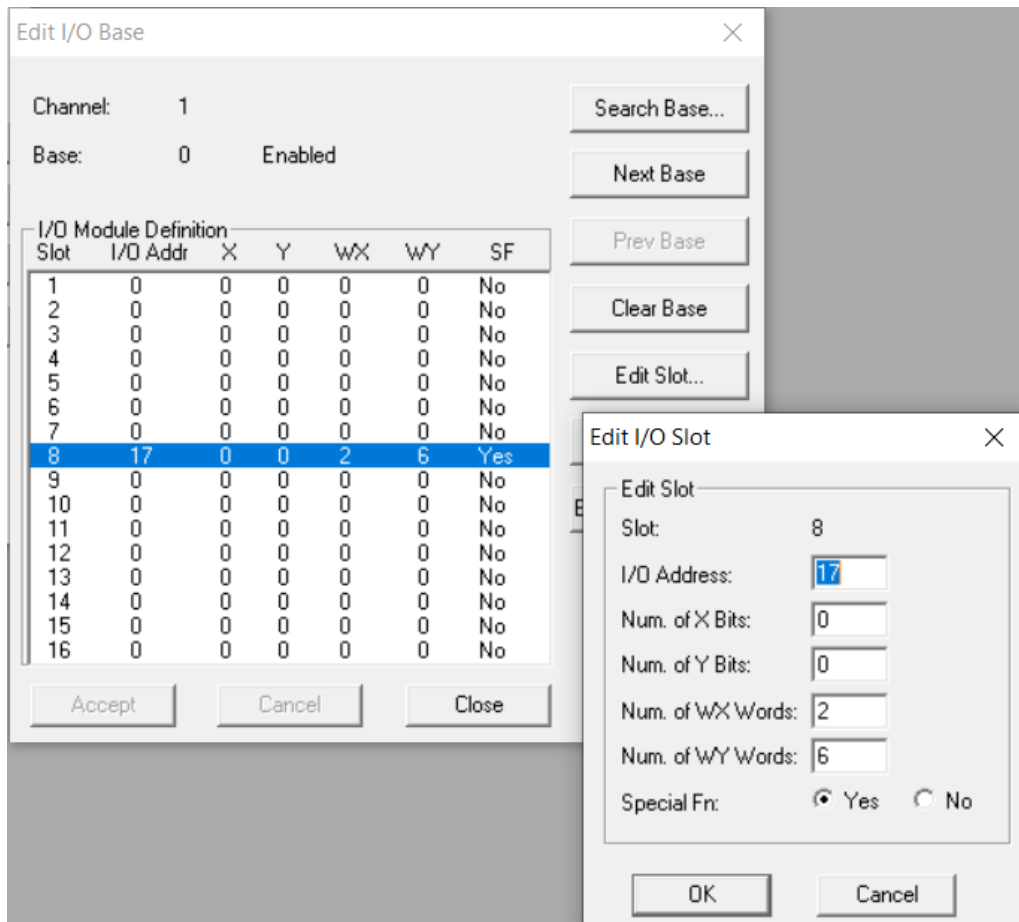 Edit I/O Base
Channel: 1
Base: 0 Enabled
I/O Module Definition
Slot I/O Addr X Y WX WY SF
1 0 0 0 0 0 No
2 0 0 0 0 0 No
3 0 0 0 0 0 No
4 0 0 0 0 0 No
5 0 0 0 0 0 No
6 0 0 0 0 0 No
7 0 0 0 0 0 No
8 17 0 0 2 6 Yes
9 0 0 0 0 0 No
10 0 0 0 0 0 No
11 0 0 0 0 0 No
12 0 0 0 0 0 No
13 0 0 0 0 0 No
14 0 0 0 0 0 No
15 0 0 0 0 0 No
16 0 0 0 0 0 No
Accept Cancel Close
Search Base...
Next Base
Prev Base
Clear Base
Edit Slot...
Edit I/O Slot
Edit Slot
Slot: 8
I/O Address: 17
Num. of X Bits: 0
Num. of Y Bits: 0
Num. of WX Words: 2
Num. of WY Words: 6
Special Fn: Yes No
OK Cancel